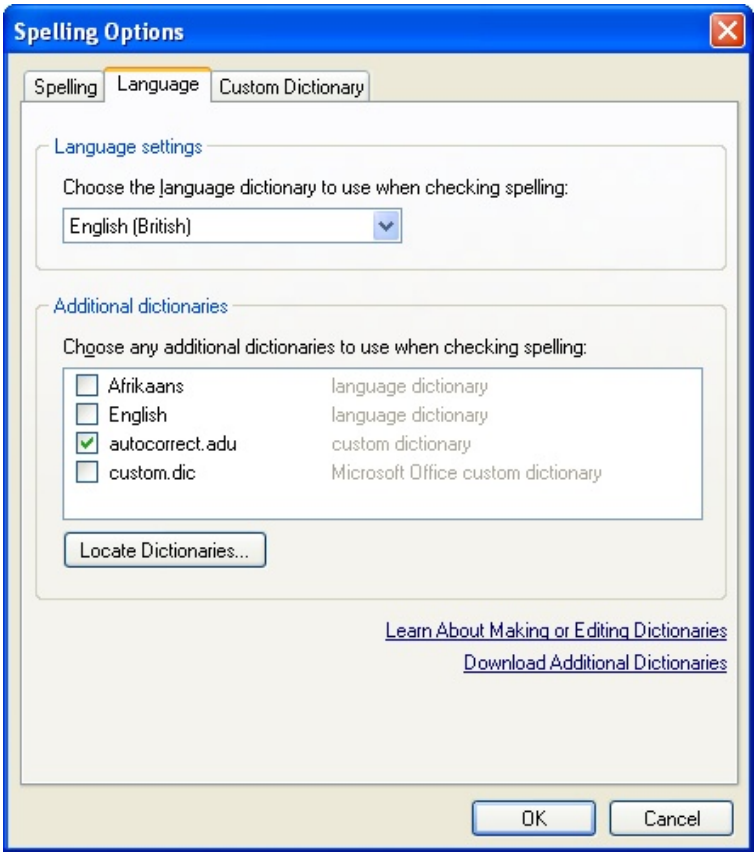 Spelling Options
Spelling Language Custom Dictionary
Language settings
Choose the language dictionary to use when checking spelling:
English (British)
Additional dictionaries
Choose any additional dictionaries to use when checking spelling:
Afrikaans language dictionary
English language dictionary
autocorrect.adu custom dictionary
custom.dic Microsoft Office custom dictionary
Locate Dictionaries...
Learn About Making or Editing Dictionaries
Download Additional Dictionaries
OK Cancel